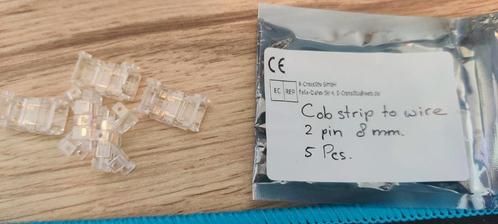 CE
EC REP
Cob strip to wire
2 pin 8 mm.
5 Pcs.